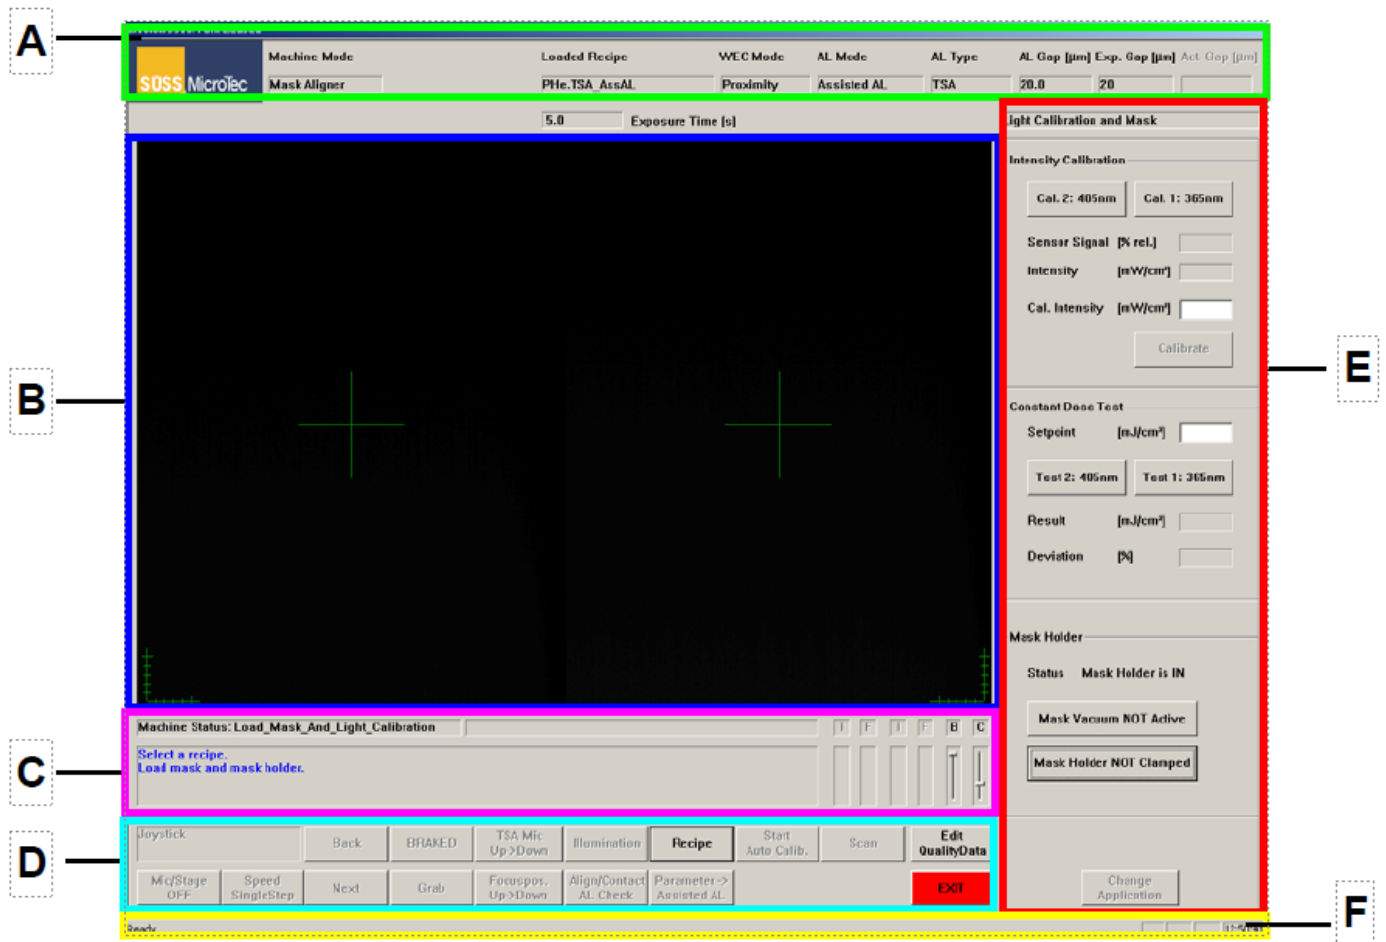 A
SÜSS MicroTec
Machine Mode
Loaded Recipe
WEC Mode
AL Mode
AL Type
AL Gap [µm]
Exp. Gap [µm]
Act. Gap [µm]
Mask Aligner
PHe.TSA_AssAL
Proximity
Assisted AL
TSA
20.0
20
5.0
Exposure Time [s]
ight Calibration and Mask
Intensity Calibration
Cal. 2: 405nm
Cal. 1: 365nm
Sensor Signal [% rel.]
Intensity [mW/cm²]
Cal. Intensity [mW/cm²]
Calibrate
B
E
Constant Dose Test
Setpoint [mJ/cm²]
Test 2: 405nm
Test 1: 365nm
Result [mJ/cm²]
Deviation [%]
Mask Holder
Status Mask Holder is IN
Mask Vacuum NOT Active
Mask Holder NOT Clamped
Change
Application
C
Machine Status: Load_Mask_And_Light_Calibration
I F I F B C
Select a recipe.
Load mask and mask holder.
D
Joystick
Back
BRAKED
TSA Mic
Up->Down
Illumination
Recipe
Start
Auto Calib.
Scan
Edit
QualityData
Mic/Stage
OFF
Speed
SingleStep
Next
Grab
Focuspos.
Up->Down
Align/Contact
AL Check
Parameter->
Assisted AL
EXIT
F
Ready